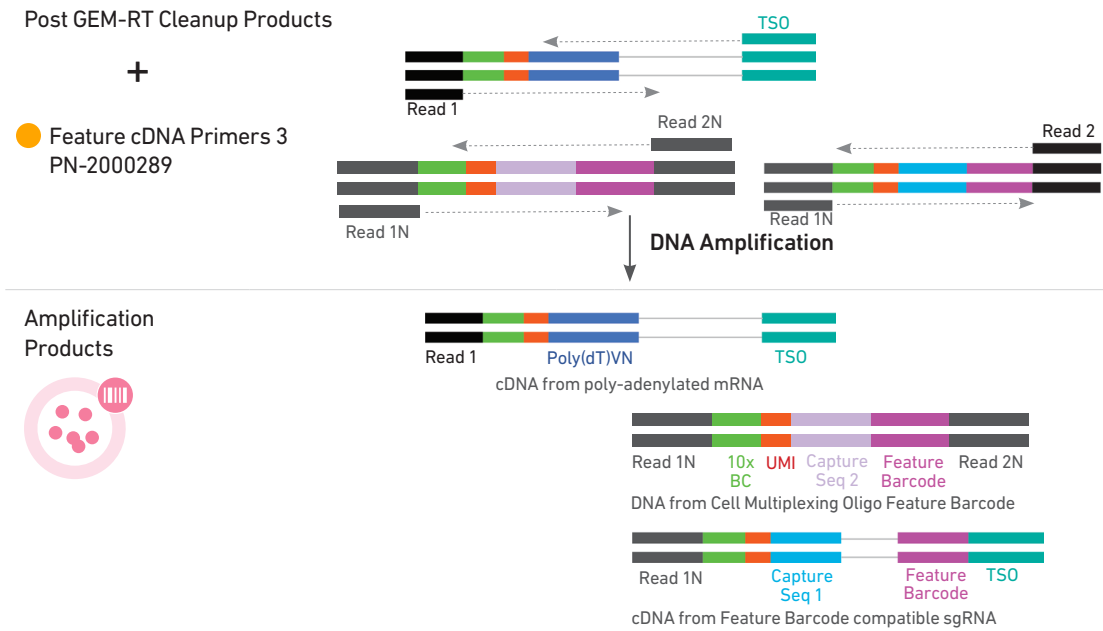 Post GEM-RT Cleanup Products
+
Feature cDNA Primers 3
PN-2000289
TSO
Read 1
Read 2N
Read 1N
Read 2
Read 1N
DNA Amplification
Amplification
Products
Read 1
Poly(dT)VN
TSO
cDNA from poly-adenylated mRNA
Read 1N
10x
BC
UMI
Capture
Seq 2
Feature
Barcode
Read 2N
DNA from Cell Multiplexing Oligo Feature Barcode
Read 1N
Capture
Seq 1
Feature
Barcode
TSO
cDNA from Feature Barcode compatible sgRNA